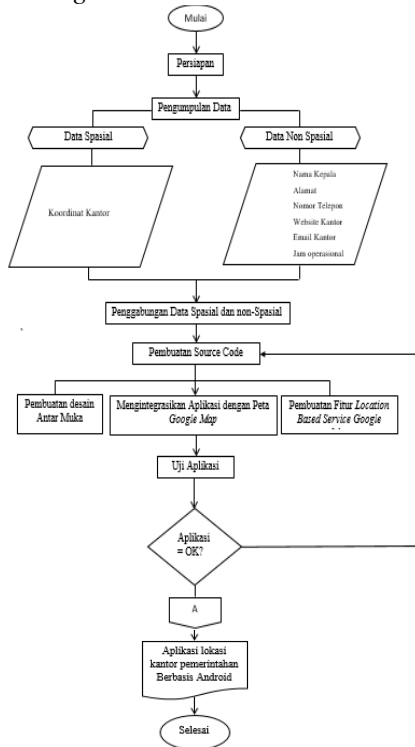 Mulai
Persiapan
Pengumpulan Data
Data Spasial
Data Non Spasial
Koordinat Kantor
Nama Kepala
Alamat
Nomor Telepon
Website Kantor
Email Kantor
Jam operasional
Penggabungan Data Spasial dan non-Spasial
Pembuatan Source Code
Pembuatan desain
Antar Muka
Mengintegrasikan Aplikasi dengan Peta
Google Map
Pembuatan Fitur Location
Based Service Google
Uji Aplikasi
Aplikasi
= OK?
A
Aplikasi lokasi
kantor pemerintahan
Berbasis Android
Selesai